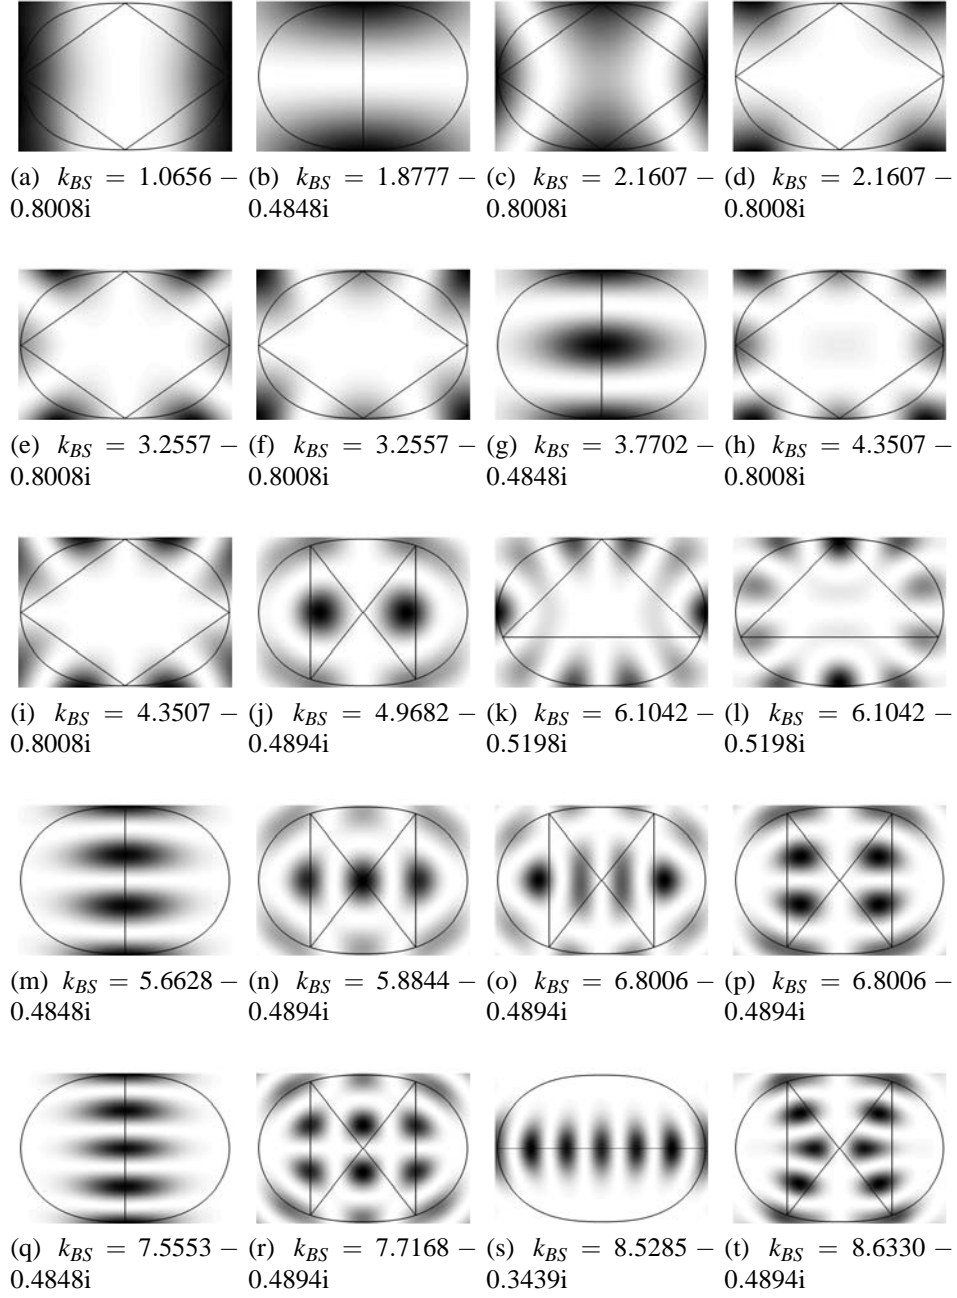 (a) k_BS = 1.0656 − 0.8008i
(b) k_BS = 1.8777 − 0.4848i
(c) k_BS = 2.1607 − 0.8008i
(d) k_BS = 2.1607 − 0.8008i
(e) k_BS = 3.2557 − 0.8008i
(f) k_BS = 3.2557 − 0.8008i
(g) k_BS = 3.7702 − 0.4848i
(h) k_BS = 4.3507 − 0.8008i
(i) k_BS = 4.3507 − 0.8008i
(j) k_BS = 4.9682 − 0.4894i
(k) k_BS = 6.1042 − 0.5198i
(l) k_BS = 6.1042 − 0.5198i
(m) k_BS = 5.6628 − 0.4848i
(n) k_BS = 5.8844 − 0.4894i
(o) k_BS = 6.8006 − 0.4894i
(p) k_BS = 6.8006 − 0.4894i
(q) k_BS = 7.5553 − 0.4848i
(r) k_BS = 7.7168 − 0.4894i
(s) k_BS = 8.5285 − 0.3439i
(t) k_BS = 8.6330 − 0.4894i